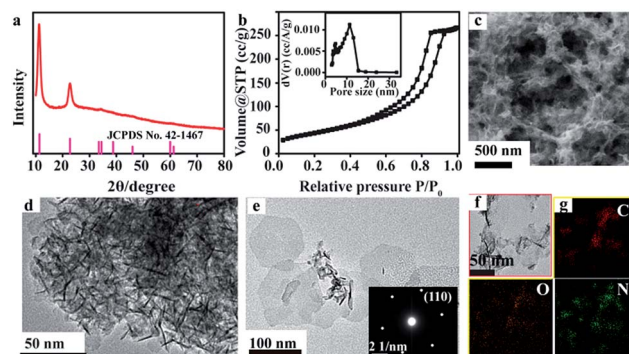 a
Intensity
JCPDS No. 42-1467
10 20 30 40 50 60 70 80
2θ/degree
b
Volume@STP (cc/g)
300
250
200
150
100
50
0
0.0 0.2 0.4 0.6 0.8 1.0
Relative pressure P/P₀
dV(r) (cc/A/g)
0.010
0.005
0.000
0 10 20 30
Pore size (nm)
c
500 nm
d
50 nm
e
100 nm
(110)
2 1/nm
f
50 nm
g
C
O
N